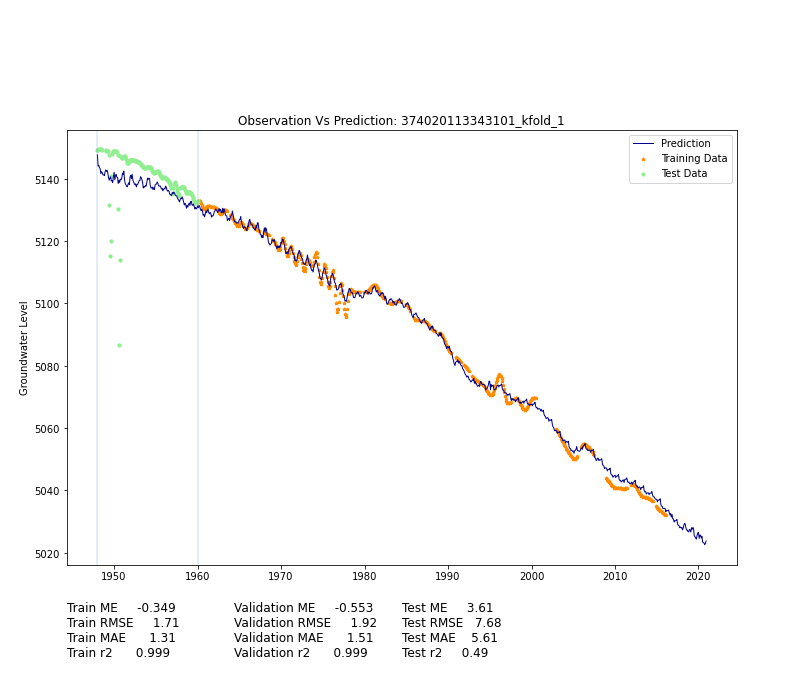 Observation Vs Prediction: 374020113343101_kfold_1
Prediction
Training Data
Test Data
Groundwater Level
5140
5120
5100
5080
5060
5040
5020
1950 1960 1970 1980 1990 2000 2010 2020
Train ME -0.349 Validation ME -0.553 Test ME 3.61
Train RMSE 1.71 Validation RMSE 1.92 Test RMSE 7.68
Train MAE 1.31 Validation MAE 1.51 Test MAE 5.61
Train r2 0.999 Validation r2 0.999 Test r2 0.49